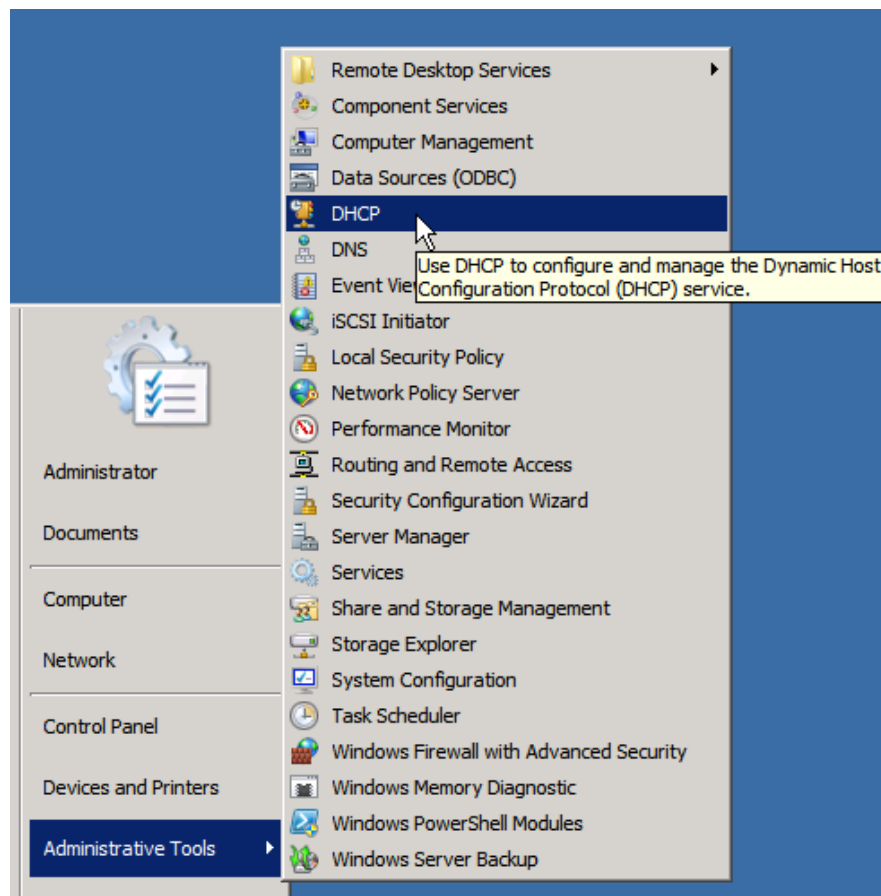 Remote Desktop Services
Component Services
Computer Management
Data Sources (ODBC)
DHCP
DNS
Use DHCP to configure and manage the Dynamic Host
Event Vie
Configuration Protocol (DHCP) service.
iSCSI Initiator
Local Security Policy
Network Policy Server
Performance Monitor
Routing and Remote Access
Security Configuration Wizard
Server Manager
Services
Share and Storage Management
Storage Explorer
System Configuration
Task Scheduler
Windows Firewall with Advanced Security
Windows Memory Diagnostic
Windows PowerShell Modules
Windows Server Backup
Administrator
Documents
Computer
Network
Control Panel
Devices and Printers
Administrative Tools